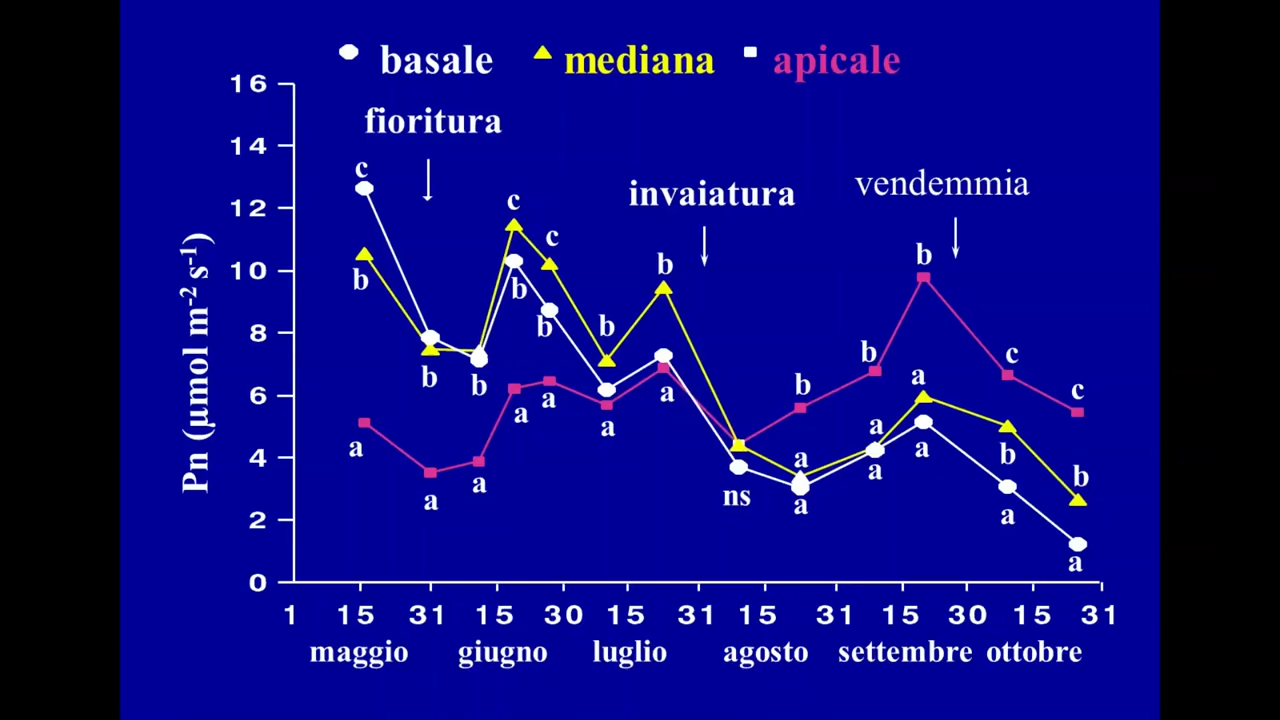 basale mediana apicale
16
fioritura
14
c
invaiatura
vendemmia
12
c
c
b
b
10
b
b
b
b
8
b
b
c
b
b
b
a
c
6
a
a
a
a
a
b
b
4
a
a
a
a
a
a
a
ns
a
a
2
a
0
Pn (µmol m-2 s-1)
1 15 31 15 30 15 31 15 31 15 30 15 31
maggio giugno luglio agosto settembre ottobre